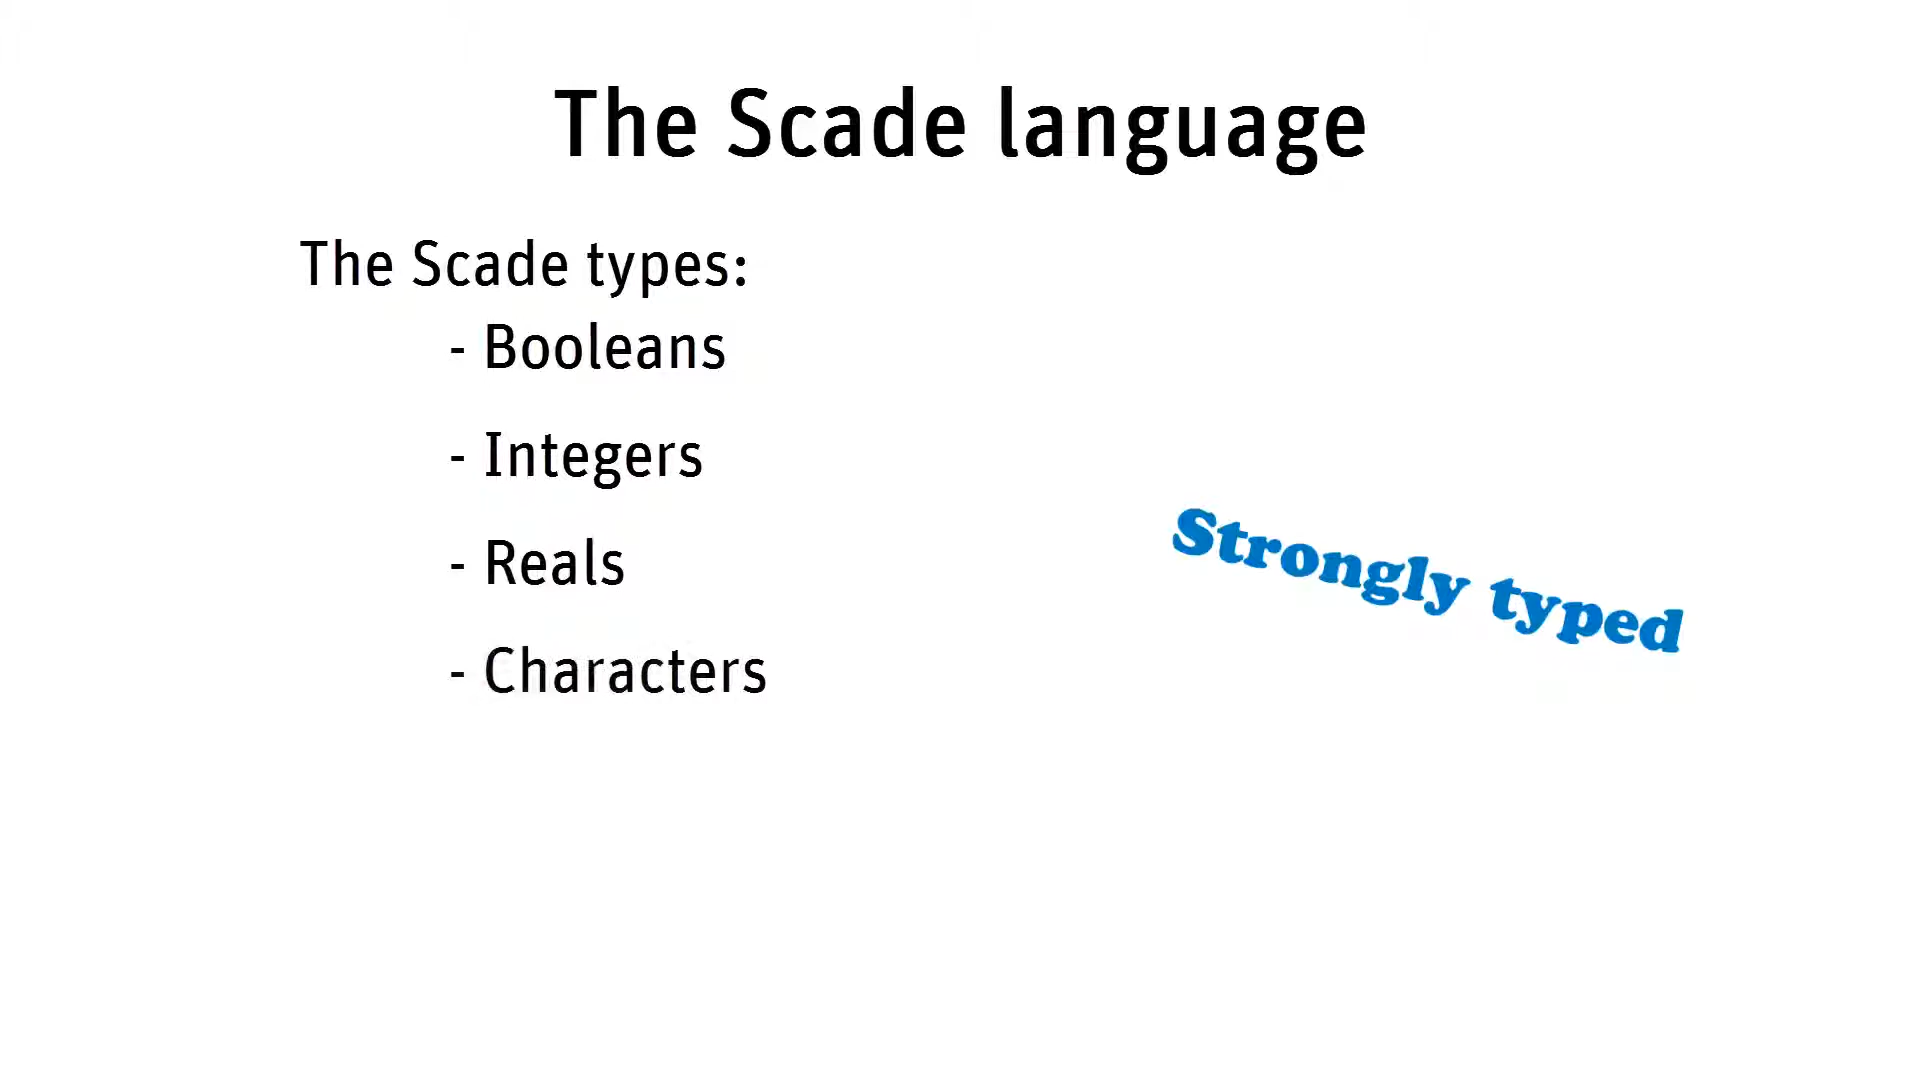 The Scade language
The Scade types:
- Booleans
- Integers
- Reals
- Characters
Strongly typed